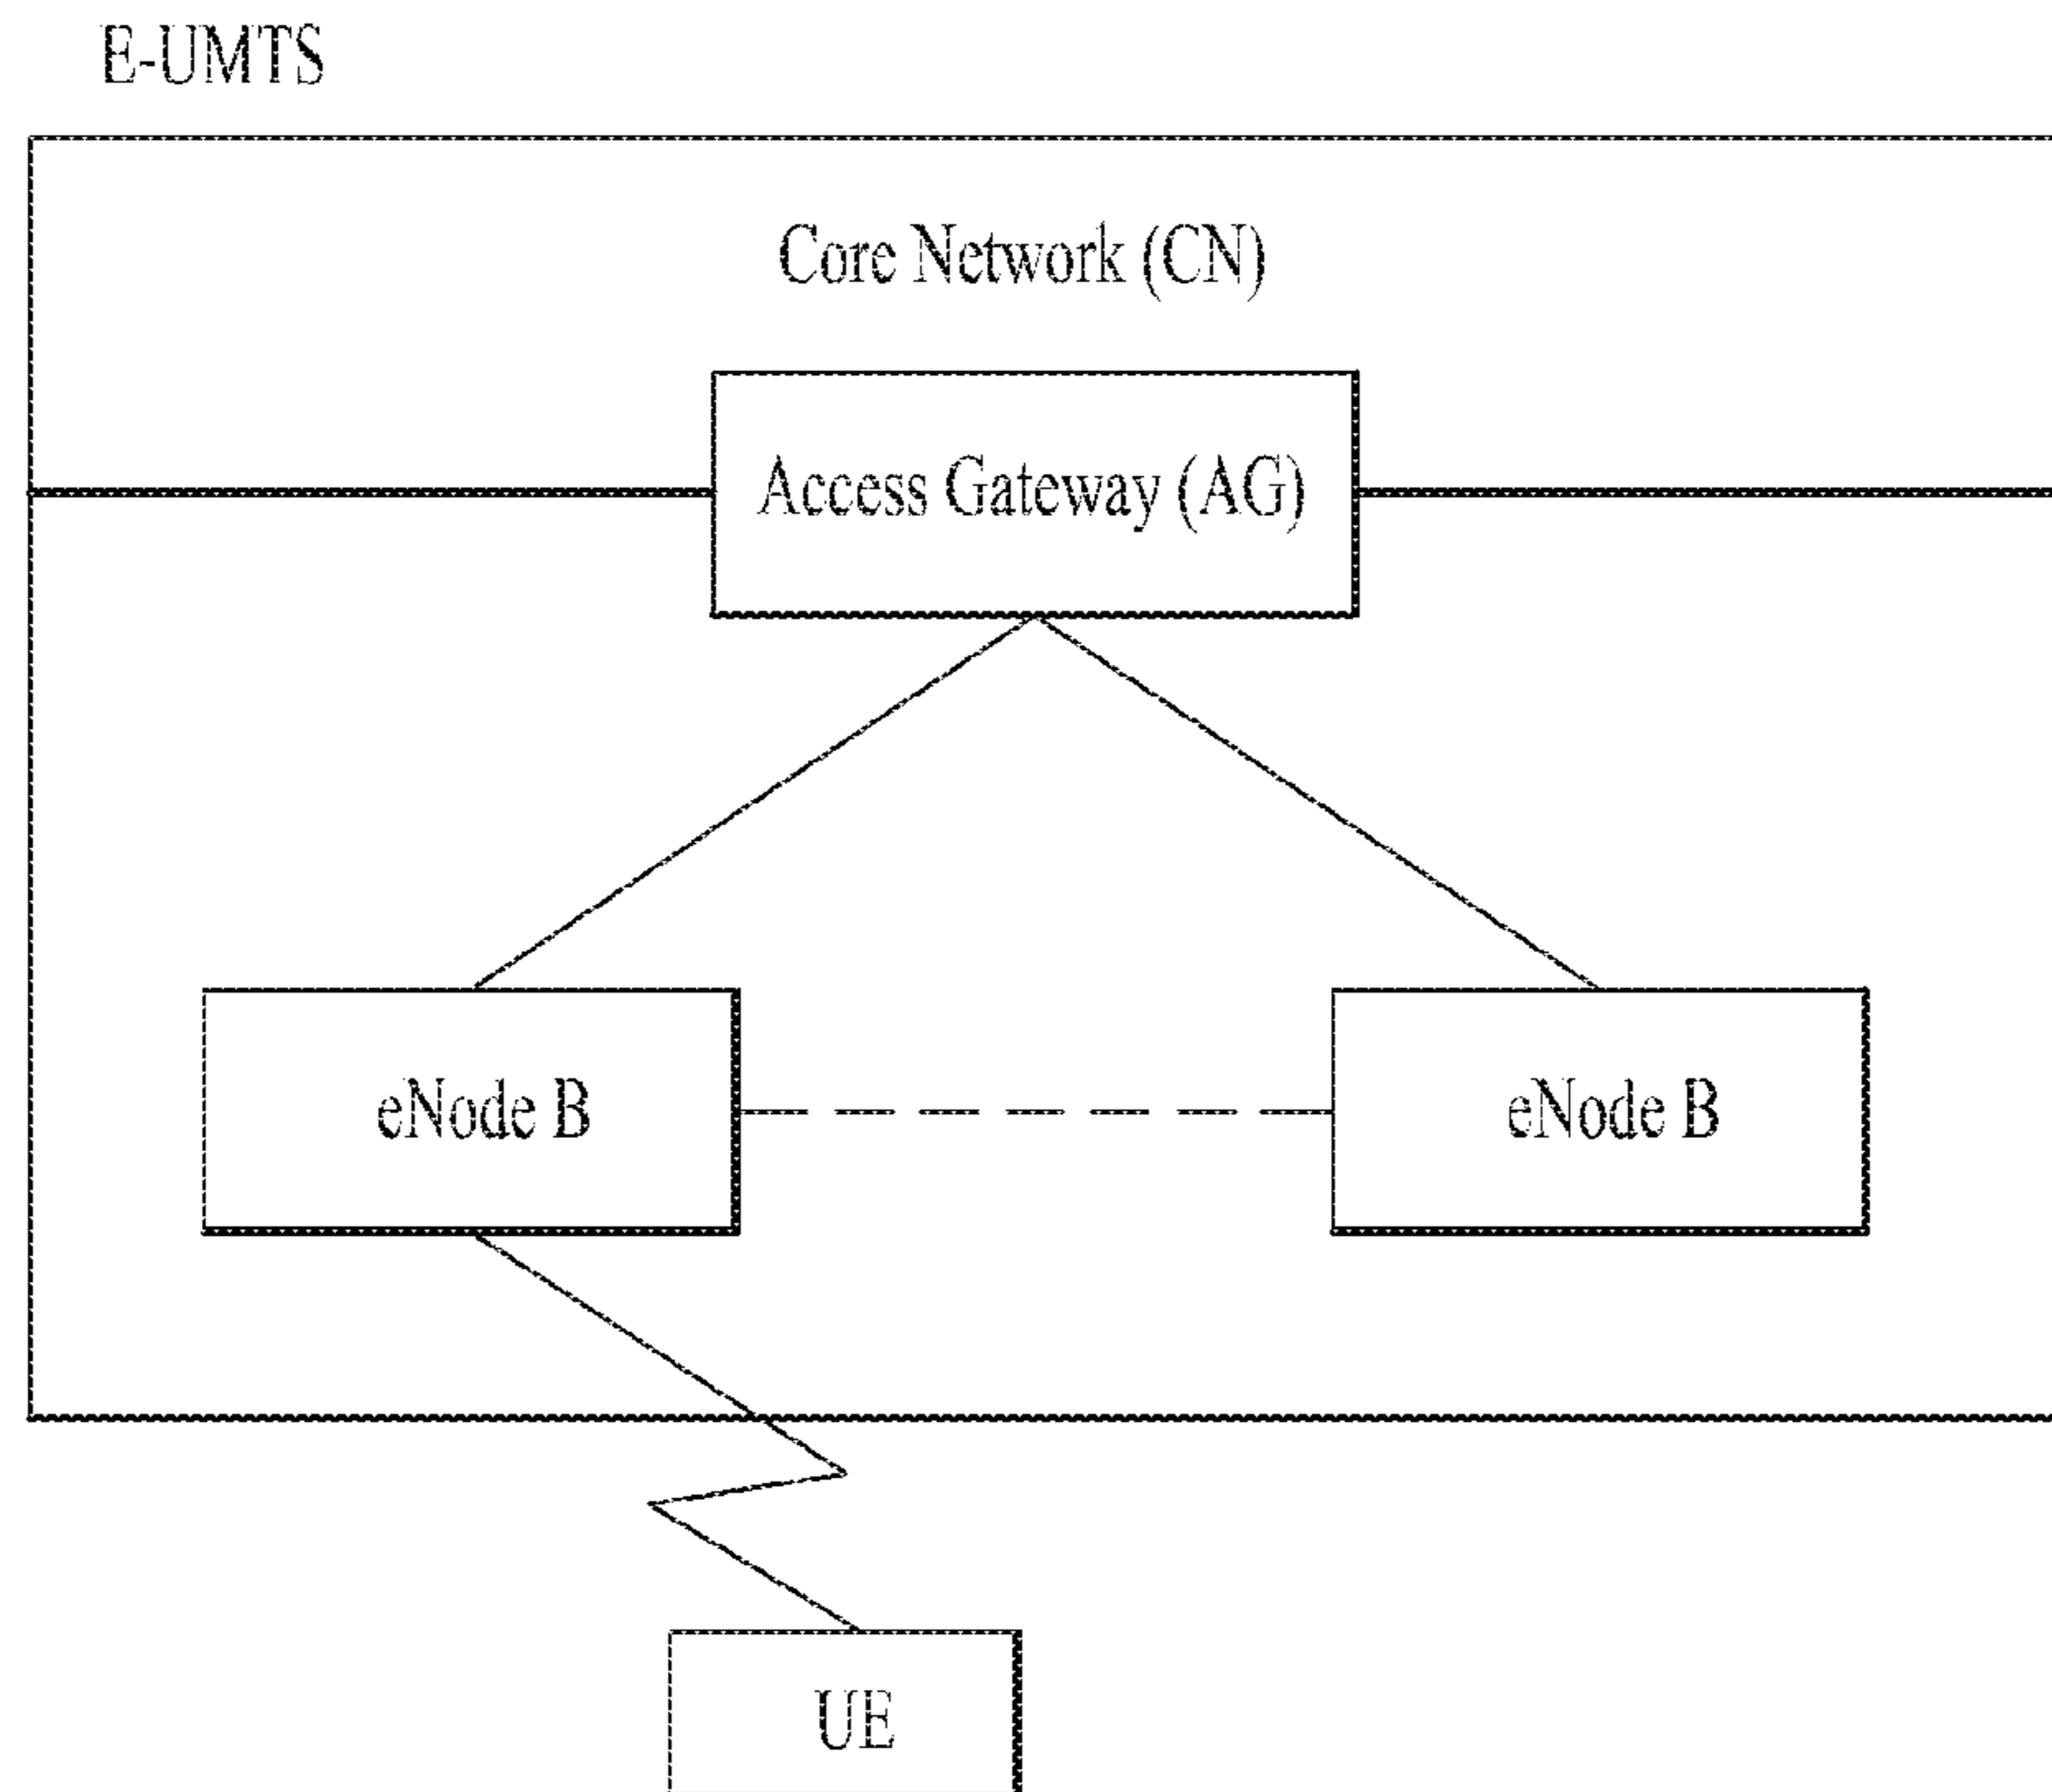 E-UMTS
Core Network (CN)
Access Gateway (AG)
eNode B
eNode B
UE